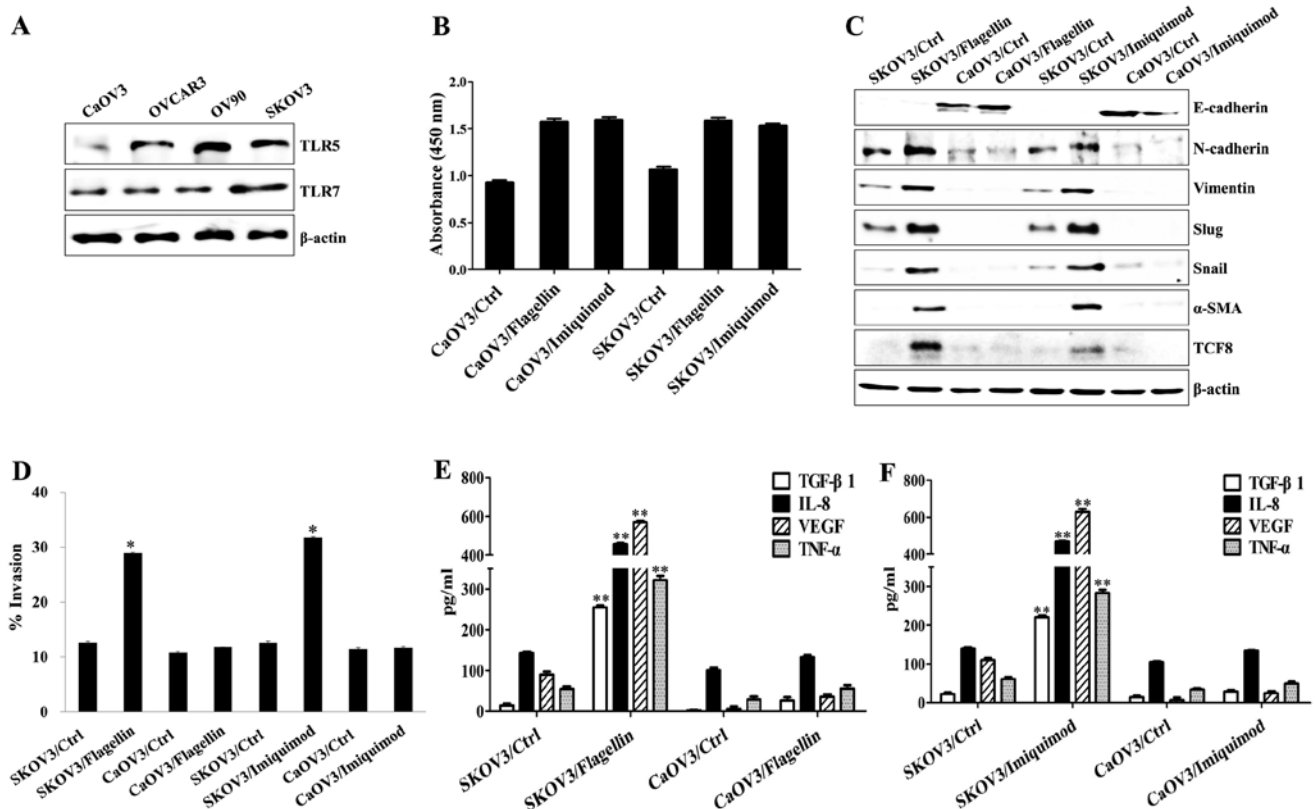 A
CaOV3
OVCAR3
OV90
SKOV3
TLR5
TLR7
β-actin
B
Absorbance (450 nm)
2.0
1.5
1.0
0.5
0.0
CaOV3/Ctrl
CaOV3/Flagellin
CaOV3/Imiquimod
SKOV3/Ctrl
SKOV3/Flagellin
SKOV3/Imiquimod
C
SKOV3/Ctrl
SKOV3/Flagellin
CaOV3/Ctrl
CaOV3/Flagellin
SKOV3/Ctrl
SKOV3/Imiquimod
CaOV3/Ctrl
CaOV3/Imiquimod
E-cadherin
N-cadherin
Vimentin
Slug
Snail
α-SMA
TCF8
β-actin
D
% Invasion
40
30
20
10
0
*
*
SKOV3/Ctrl
SKOV3/Flagellin
CaOV3/Ctrl
CaOV3/Flagellin
SKOV3/Ctrl
SKOV3/Imiquimod
CaOV3/Ctrl
CaOV3/Imiquimod
E
TGF-β 1
IL-8
VEGF
TNF-α
pg/ml
800
600
400
300
200
100
0
**
**
**
**
SKOV3/Ctrl
SKOV3/Flagellin
CaOV3/Ctrl
CaOV3/Flagellin
F
TGF-β 1
IL-8
VEGF
TNF-α
pg/ml
800
600
400
300
200
100
0
**
**
**
**
SKOV3/Ctrl
SKOV3/Imiquimod
CaOV3/Ctrl
CaOV3/Imiquimod